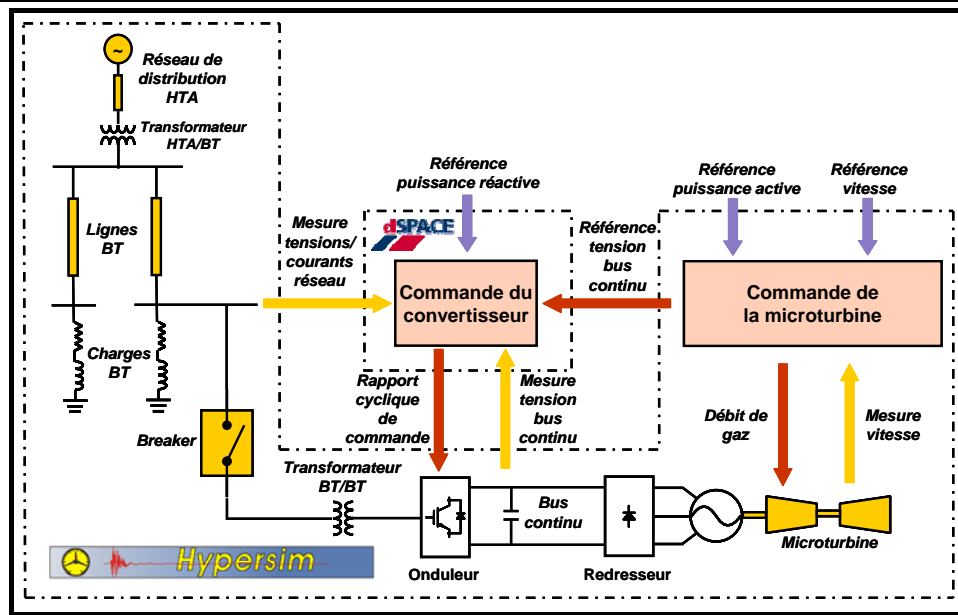 ~
Réseau de
distribution
HTA
Transformateur
HTA/BT
Lignes
BT
Charges
BT
Breaker
Transformateur
BT/BT
Mesure
tensions/
courants
réseau
Référence
puissance réactive
dSPACE
Commande du
convertisseur
Référence
tension
bus
continu
Référence
puissance active
Référence
vitesse
Commande de
la microturbine
Rapport
cyclique
de
commande
Mesure
tension
bus
continu
Débit de
gaz
Mesure
vitesse
Bus
continu
Microturbine
Hypersim
Onduleur
Redresseur